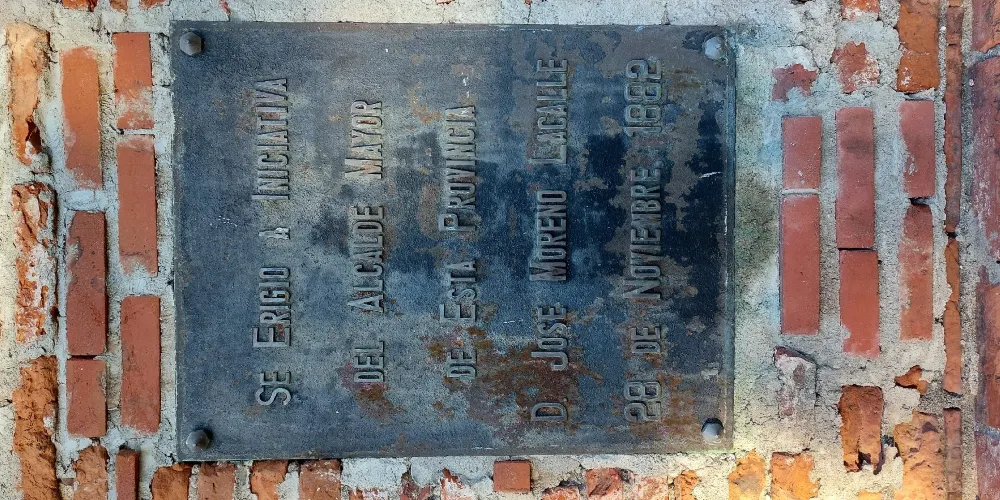 SE ERIGIO A INICIATIVA
DEL ALCALDE MAYOR
DE ESTA PROVINCIA
D. JOSE MORENO LACALLE
28 DE NOVIEMBRE. 1882